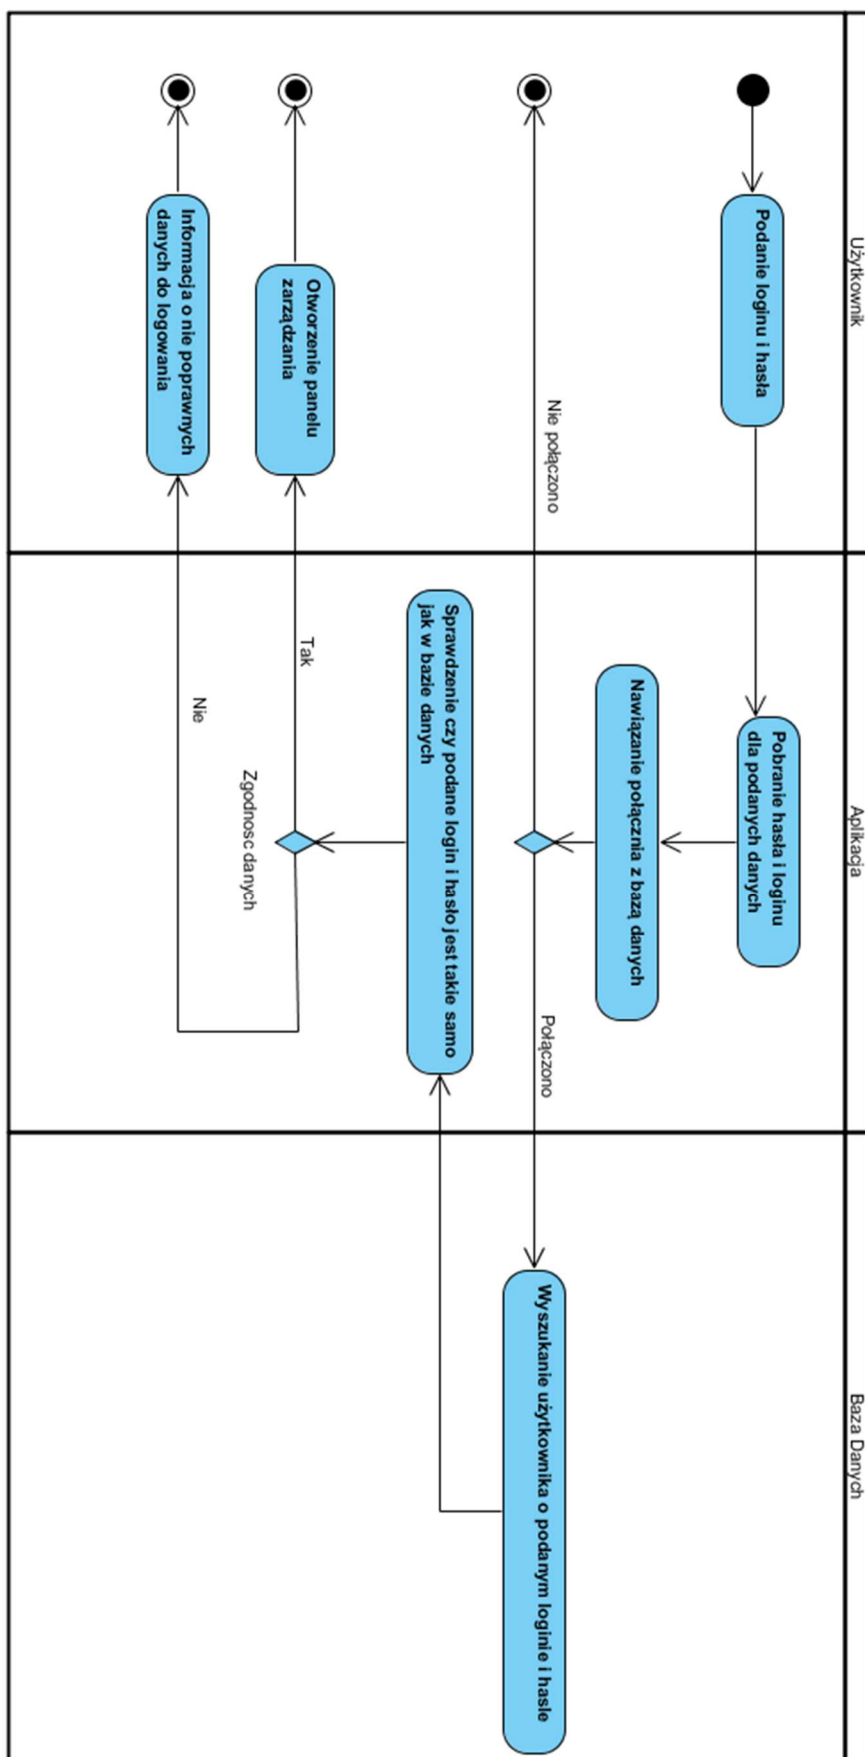 Użytkownik
Aplikacja
Baza Danych
Podanie loginu i hasła
Pobranie hasła i loginu
dla podanych danych
Nawiązanie połącznia z bazą danych
Nie połączono
Połączono
Wyszukanie użytkownika o podanym loginie i hasle
Sprawdzenie czy podane login i hasło jest takie samo
jak w bazie danych
Otworzenie panelu
zarządzania
Tak
Zgodnosc danych
Nie
Informacja o nie poprawnych
danych do logowania